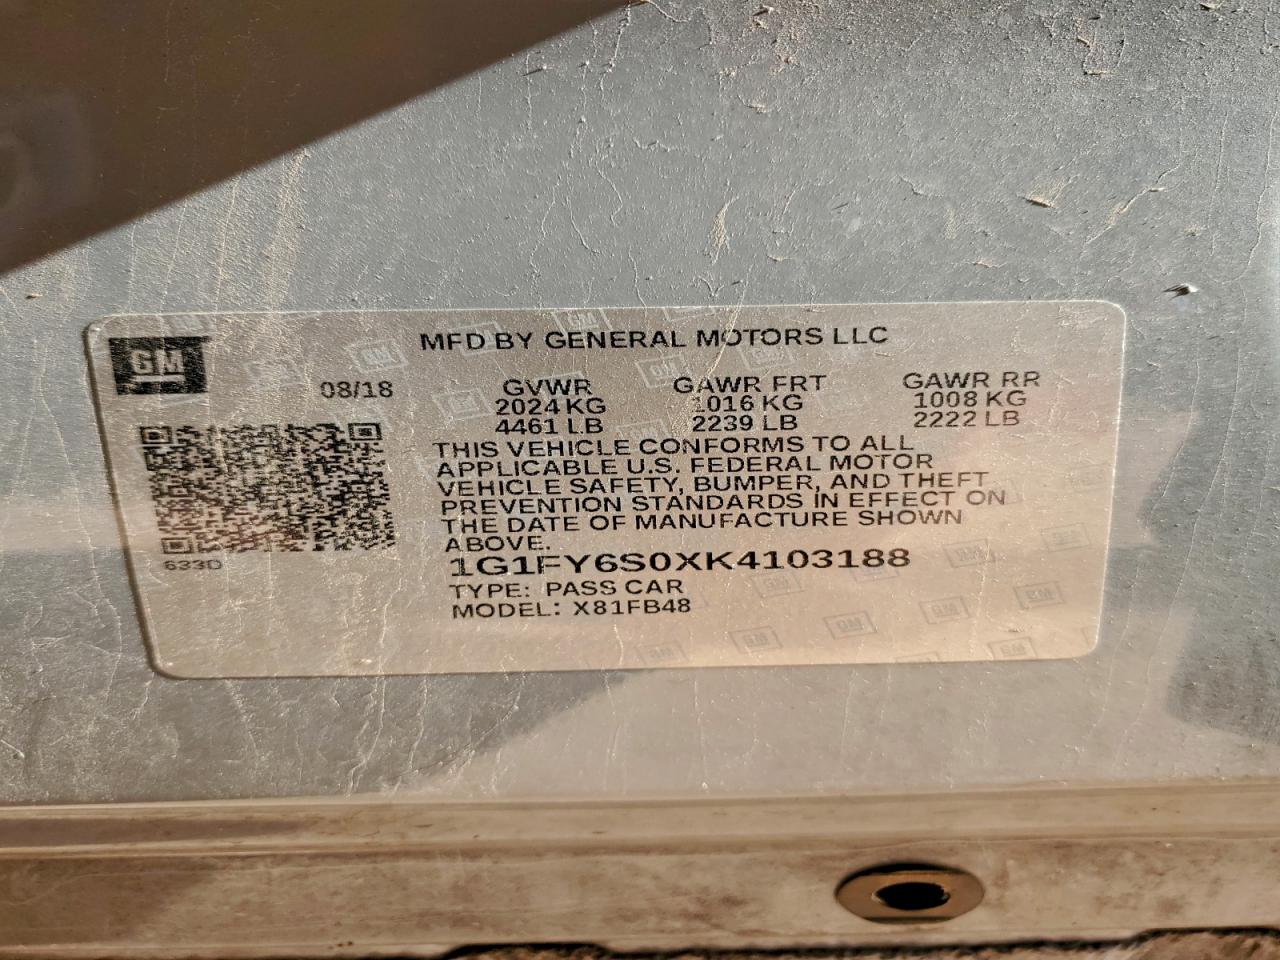 GM
MFD BY GENERAL MOTORS LLC
08/18
GVWR GAWR FRT GAWR RR
2024 KG 1016 KG 1008 KG
4461 LB 2239 LB 2222 LB
THIS VEHICLE CONFORMS TO ALL
APPLICABLE U.S. FEDERAL MOTOR
VEHICLE SAFETY, BUMPER, AND THEFT
PREVENTION STANDARDS IN EFFECT ON
THE DATE OF MANUFACTURE SHOWN
ABOVE.
633D
1G1FY6S0XK4103188
TYPE: PASS CAR
MODEL: X81FB48